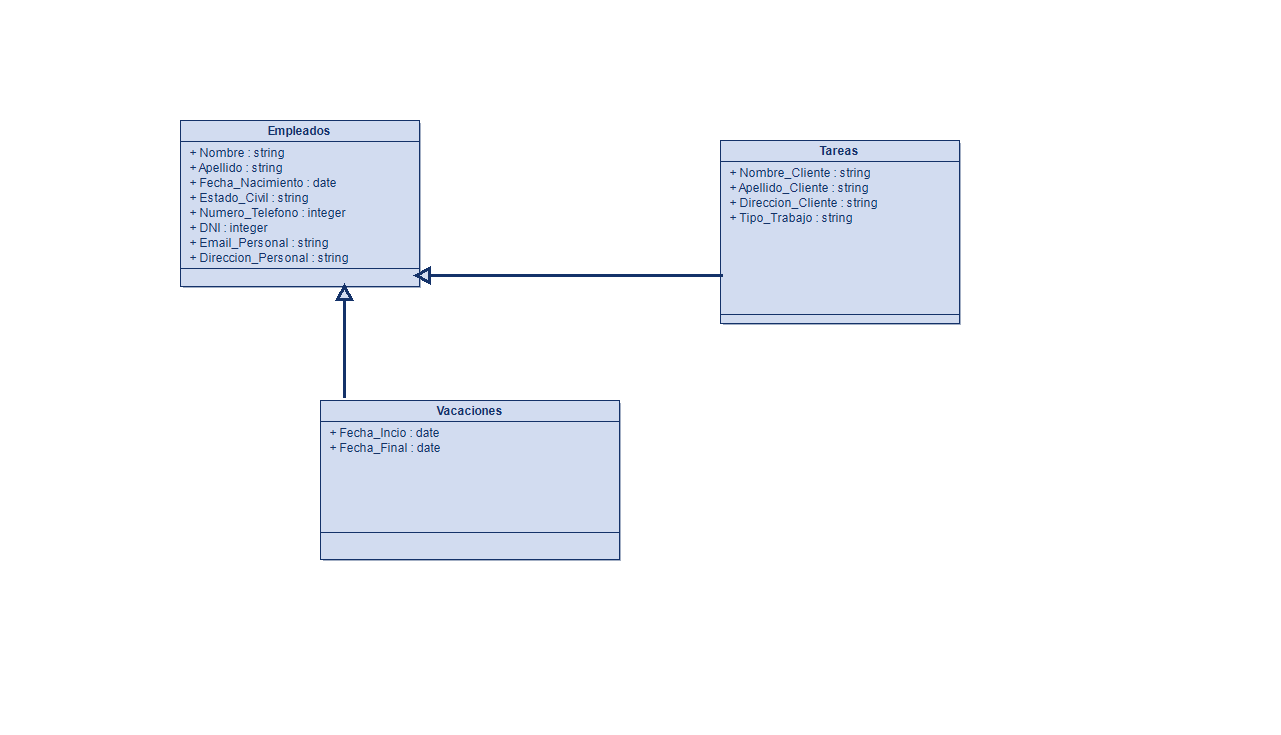 Empleados
+ Nombre : string
+ Apellido : string
+ Fecha_Nacimiento : date
+ Estado_Civil : string
+ Numero_Telefono : integer
+ DNI : integer
+ Email_Personal : string
+ Direccion_Personal : string
Tareas
+ Nombre_Cliente : string
+ Apellido_Cliente : string
+ Direccion_Cliente : string
+ Tipo_Trabajo : string
Vacaciones
+ Fecha_Incio : date
+ Fecha_Final : date